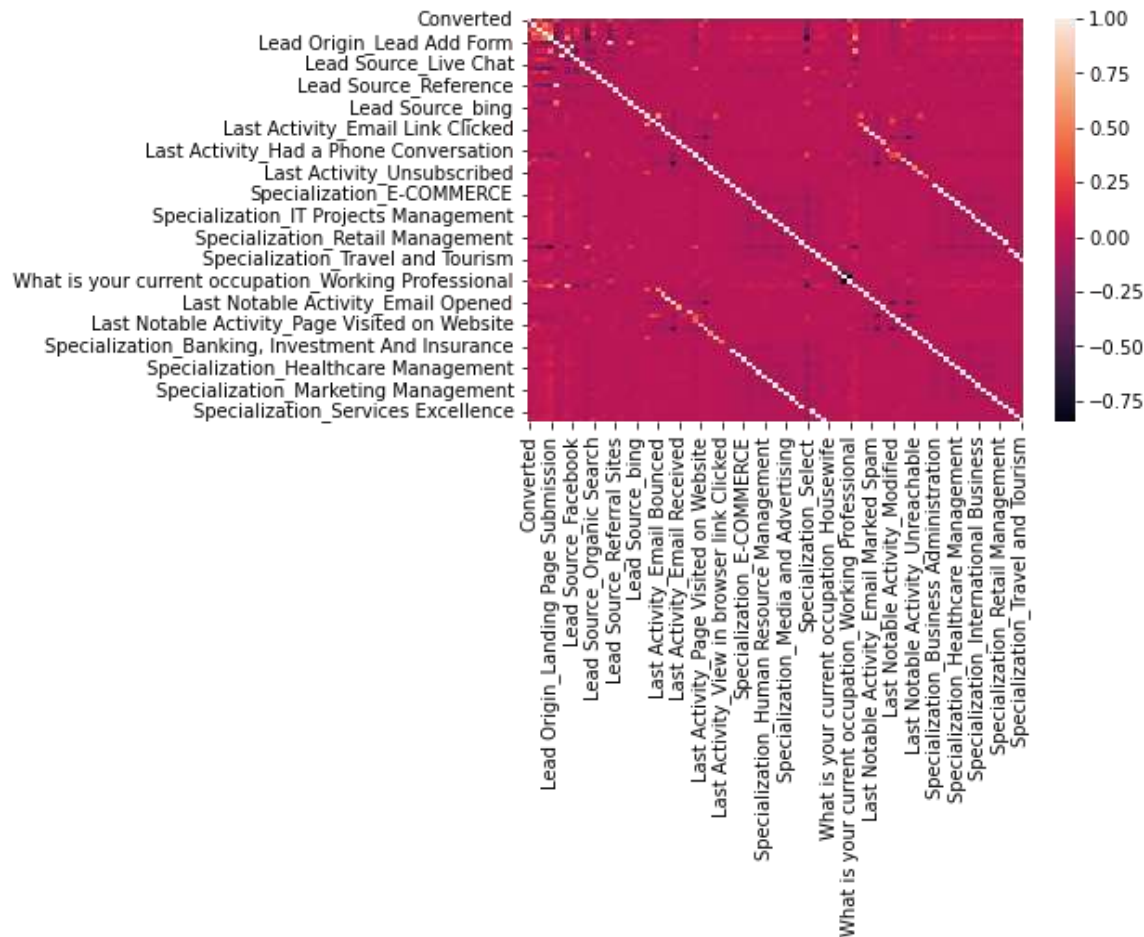 Converted
Lead Origin_Lead Add Form
Lead Source_Live Chat
Lead Source_Reference
Lead Source_bing
Last Activity_Email Link Clicked
Last Activity_Had a Phone Conversation
Last Activity_Unsubscribed
Specialization_E-COMMERCE
Specialization_IT Projects Management
Specialization_Retail Management
Specialization_Travel and Tourism
What is your current occupation_Working Professional
Last Notable Activity_Email Opened
Last Notable Activity_Page Visited on Website
Specialization_Banking, Investment And Insurance
Specialization_Healthcare Management
Specialization_Marketing Management
Specialization_Services Excellence
1.00
0.75
0.50
0.25
0.00
−0.25
−0.50
−0.75
Converted
Lead Origin_Landing Page Submission
Lead Source_Facebook
Lead Source_Organic Search
Lead Source_Referral Sites
Lead Source_bing
Last Activity_Email Bounced
Last Activity_Email Received
Last Activity_Page Visited on Website
Last Activity_View in browser link Clicked
Specialization_E-COMMERCE
Specialization_Human Resource Management
Specialization_Media and Advertising
Specialization_Select
What is your current occupation_Housewife
What is your current occupation_Working Professional
Last Notable Activity_Email Marked Spam
Last Notable Activity_Modified
Last Notable Activity_Unreachable
Specialization_Business Administration
Specialization_Healthcare Management
Specialization_International Business
Specialization_Retail Management
Specialization_Travel and Tourism